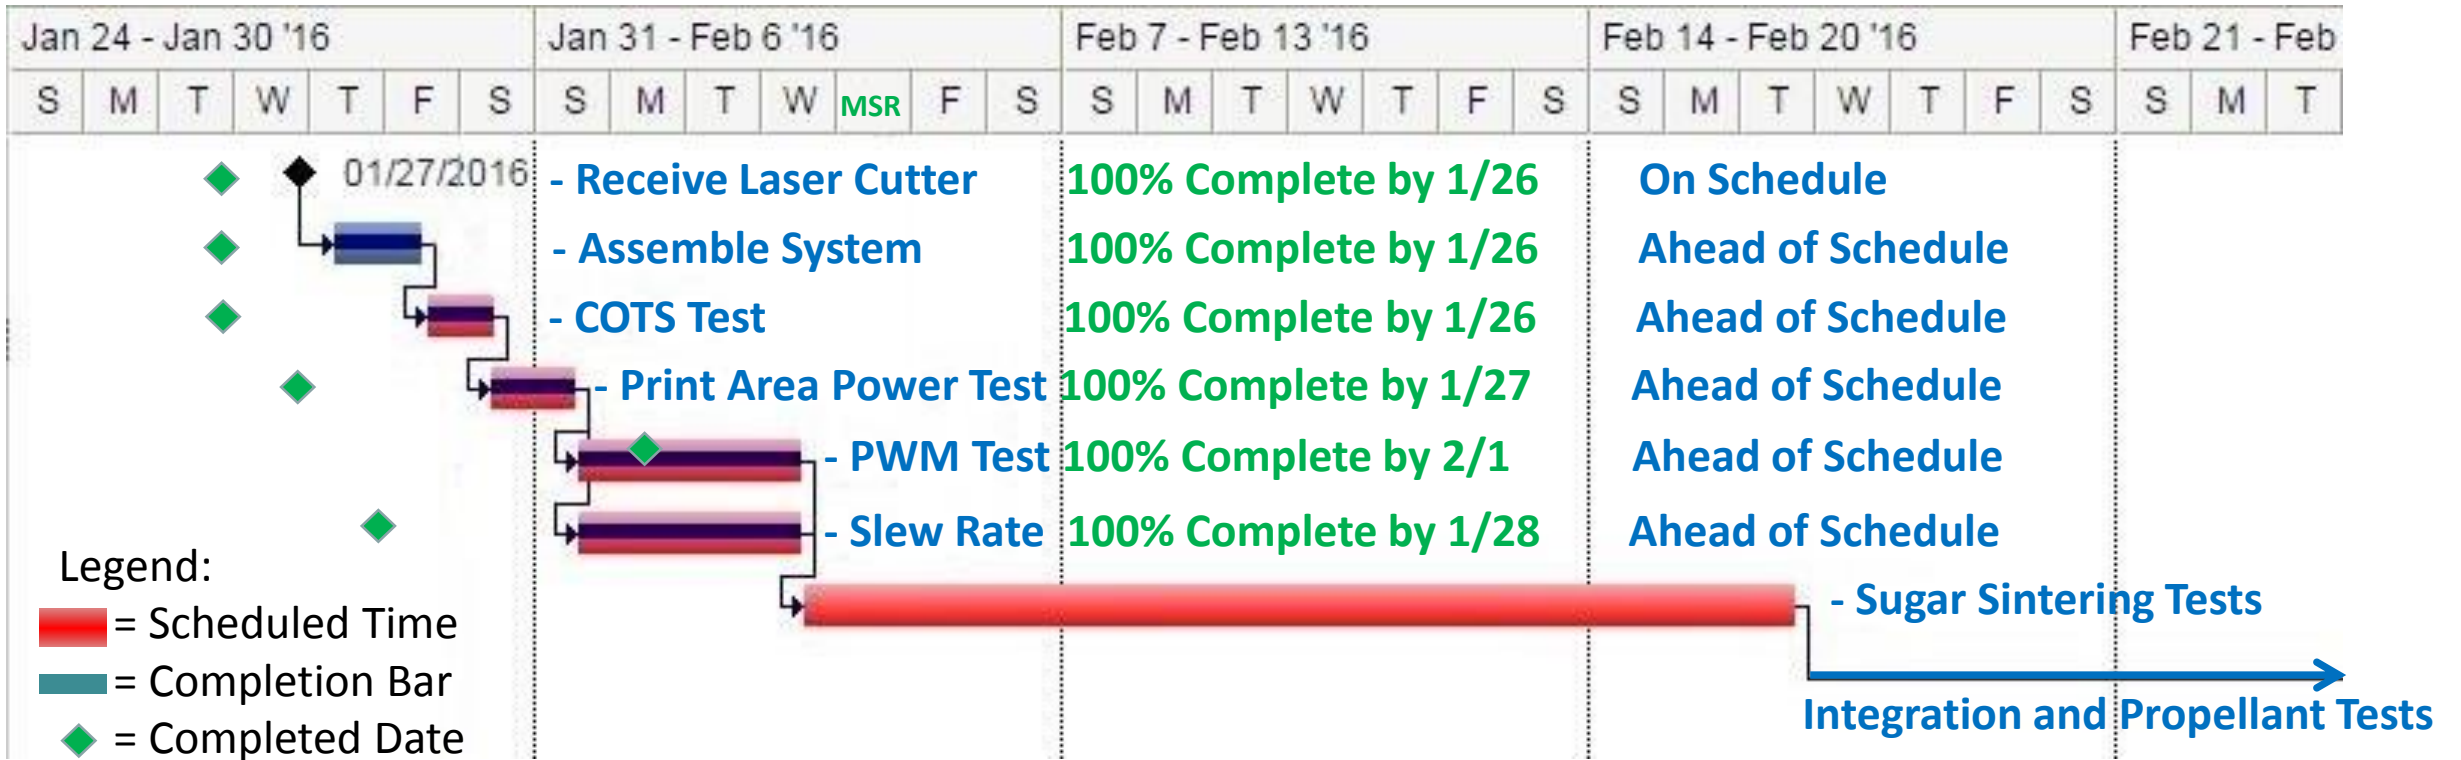 Jan 24 - Jan 30 '16 Jan 31 - Feb 6 '16 Feb 7 - Feb 13 '16 Feb 14 - Feb 20 '16 Feb 21 - Feb
S M T W T F S S M T W MSR F S S M T W T F S S M T W T F S S M T
01/27/2016 - Receive Laser Cutter 100% Complete by 1/26 On Schedule
- Assemble System 100% Complete by 1/26 Ahead of Schedule
- COTS Test 100% Complete by 1/26 Ahead of Schedule
- Print Area Power Test 100% Complete by 1/27 Ahead of Schedule
- PWM Test 100% Complete by 2/1 Ahead of Schedule
- Slew Rate 100% Complete by 1/28 Ahead of Schedule
- Sugar Sintering Tests
Integration and Propellant Tests
Legend:
= Scheduled Time
= Completion Bar
= Completed Date